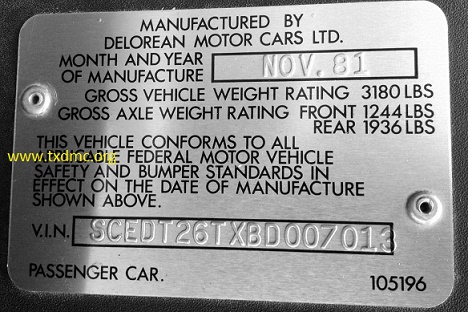 MANUFACTURED BY
DELOREAN MOTOR CARS LTD.
MONTH AND YEAR
OF MANUFACTURE NOV.81
GROSS VEHICLE WEIGHT RATING 3180 LBS
GROSS AXLE WEIGHT RATING FRONT 1244 LBS
REAR 1936 LBS
THIS VEHICLE CONFORMS TO ALL
www.txdmc.org
FEDERAL MOTOR VEHICLE
SAFETY AND BUMPER STANDARDS IN
EFFECT ON THE DATE OF MANUFACTURE
SHOWN ABOVE.
V.I.N. SCEDT26TXBD007013
PASSENGER CAR. 105196